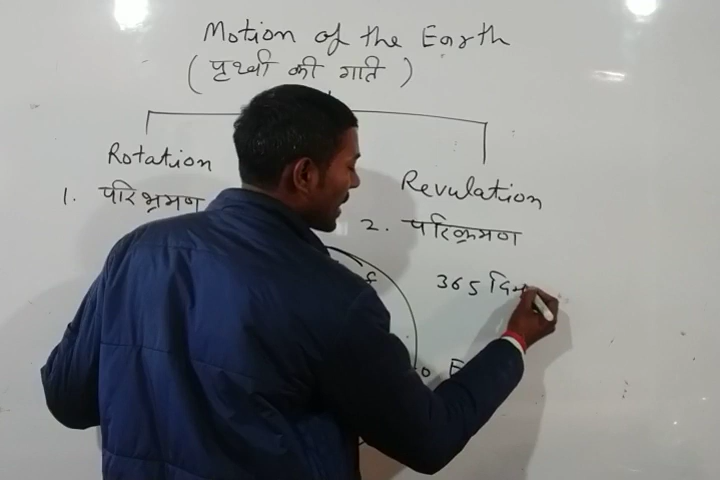 Motion of the Earth
(पृथ्वी की गति)
Rotation
1. परिभ्रमण
Revulation
2. परिक्रमण
365 दिन
E